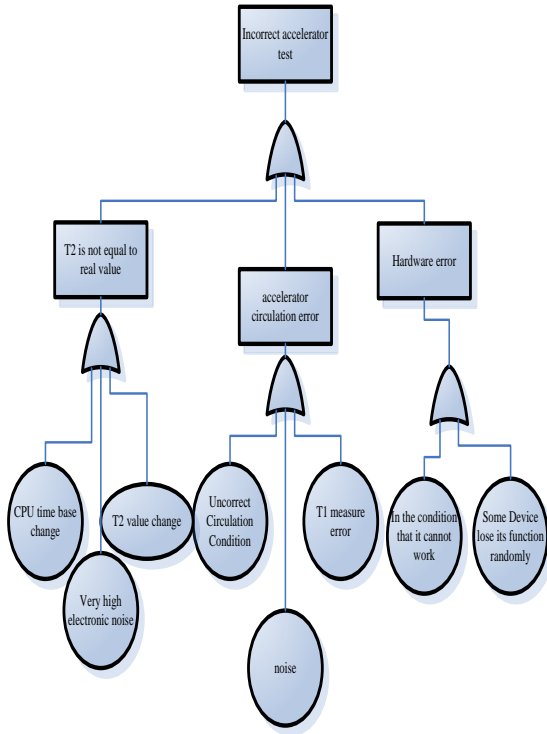 Incorrect accelerator
test
T2 is not equal to
real value
Hardware error
accelerator
circulation error
CPU time base
change
T2 value change
Uncorrect
Circulation
Condition
T1 measure
error
In the condition
that it cannot
work
Some Device
lose its function
randomly
Very high
electronic noise
noise